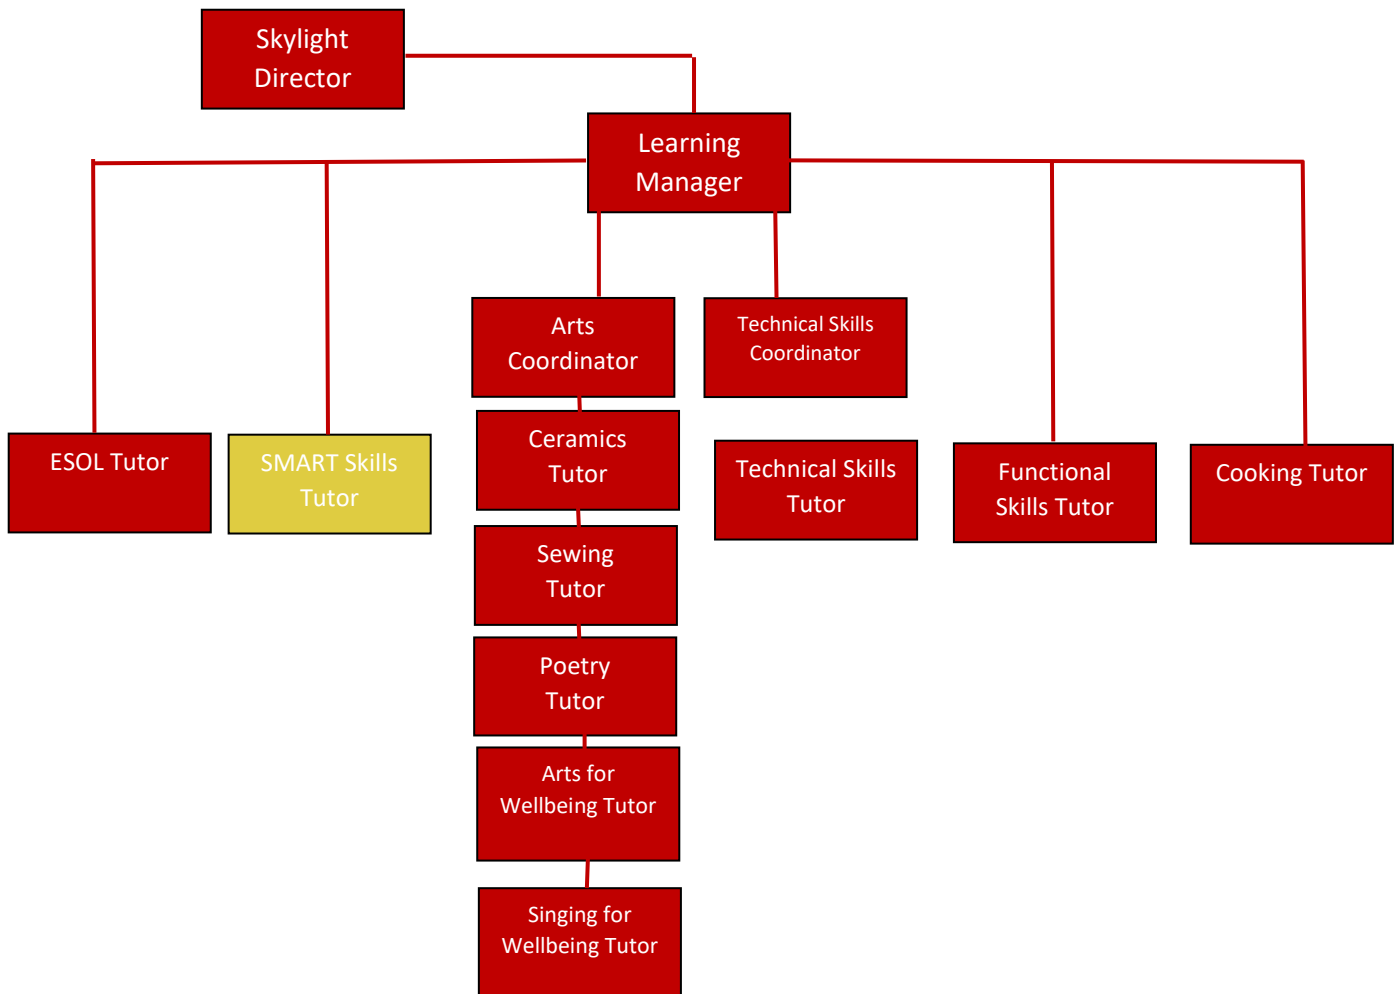 Skylight
Director
Learning
Manager
Arts
Coordinator
Technical Skills
Coordinator
ESOL Tutor
SMART Skills
Tutor
Ceramics
Tutor
Technical Skills
Tutor
Functional
Skills Tutor
Cooking Tutor
Sewing
Tutor
Poetry
Tutor
Arts for
Wellbeing Tutor
Singing for
Wellbeing Tutor